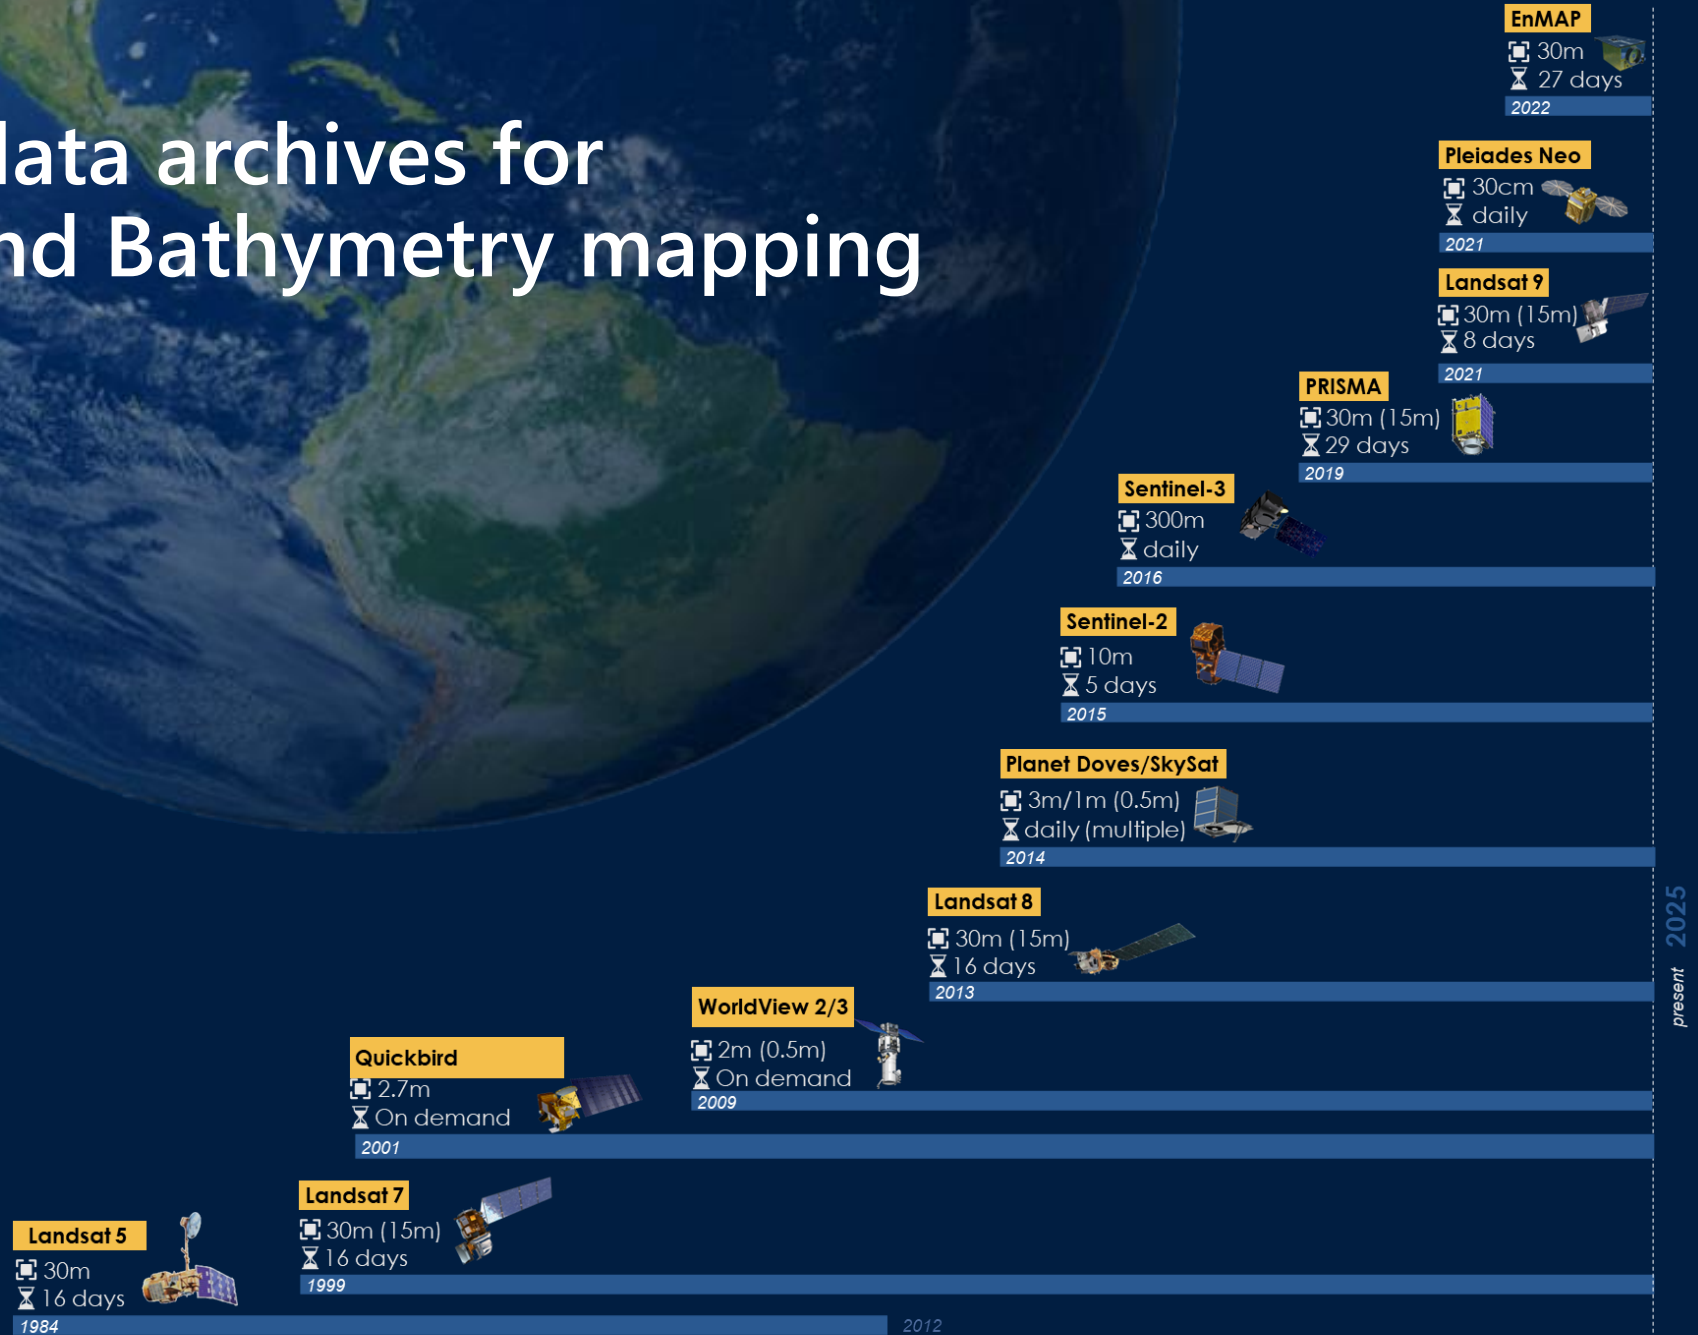 data archives for
nd Bathymetry mapping
EnMAP
30m
27 days
2022
Pleiades Neo
30cm
daily
2021
Landsat 9
30m (15m)
8 days
2021
PRISMA
30m (15m)
29 days
2019
Sentinel-3
300m
daily
2016
Sentinel-2
10m
5 days
2015
Planet Doves/SkySat
3m/1m (0.5m)
daily (multiple)
2014
Landsat 8
30m (15m)
16 days
2013
WorldView 2/3
2m (0.5m)
On demand
2009
Quickbird
2.7m
On demand
2001
Landsat 7
30m (15m)
16 days
1999
Landsat 5
30m
16 days
1984
2012
present 2025